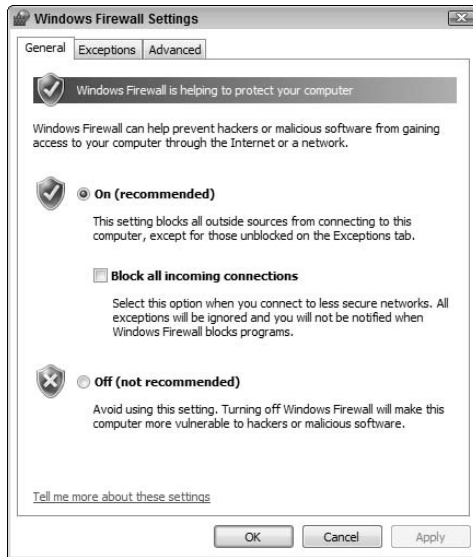 Windows Firewall Settings
General Exceptions Advanced
Windows Firewall is helping to protect your computer
Windows Firewall can help prevent hackers or malicious software from gaining
access to your computer through the Internet or a network.
On (recommended)
This setting blocks all outside sources from connecting to this
computer, except for those unblocked on the Exceptions tab.
Block all incoming connections
Select this option when you connect to less secure networks. All
exceptions will be ignored and you will not be notified when
Windows Firewall blocks programs.
Off (not recommended)
Avoid using this setting. Turning off Windows Firewall will make this
computer more vulnerable to hackers or malicious software.
Tell me more about these settings
OK Cancel Apply